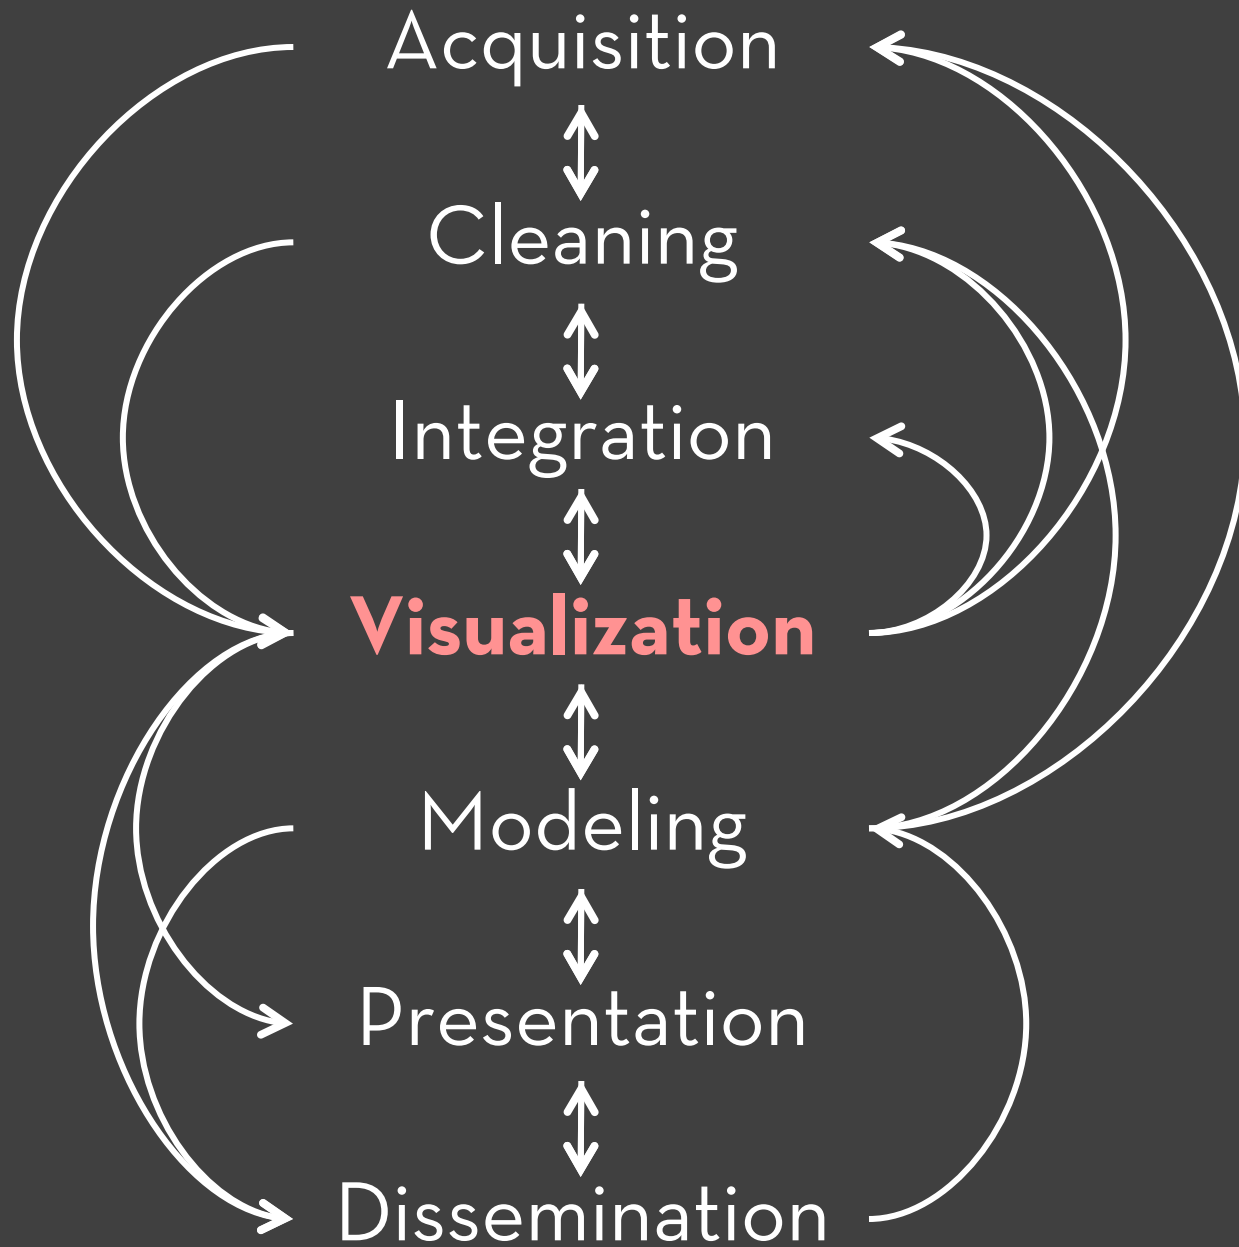 Acquisition
Cleaning
Integration
Visualization
Modeling
Presentation
Dissemination